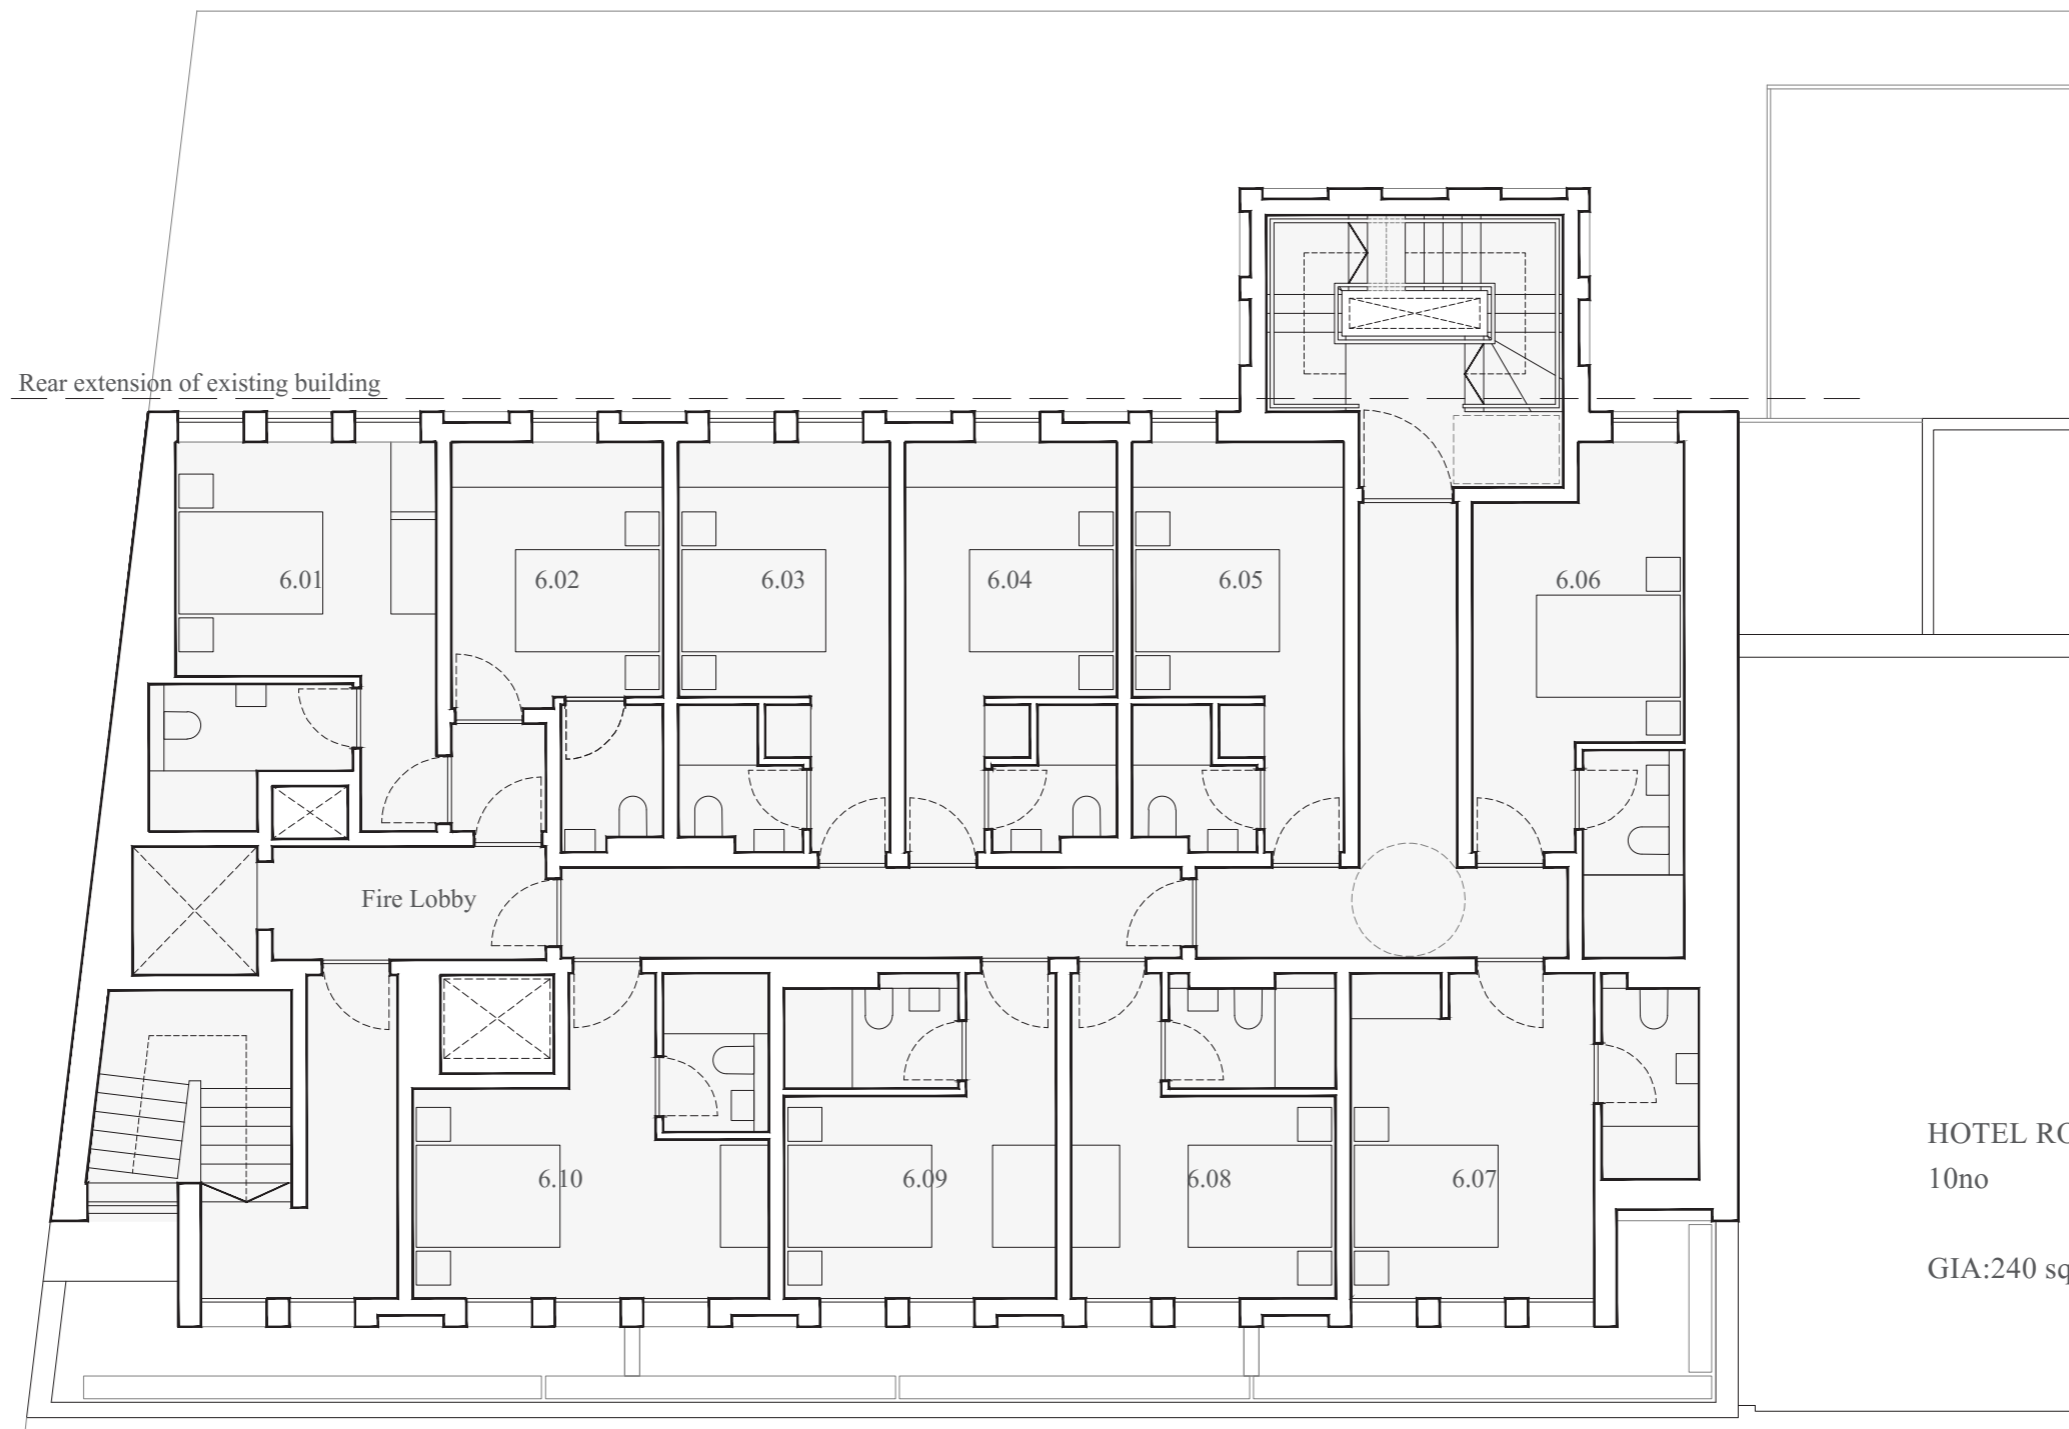 Rear extension of existing building
6.01
6.02
6.03
6.04
6.05
6.06
Fire Lobby
6.10
6.09
6.08
6.07
HOTEL RO
10no
GIA:240 sq